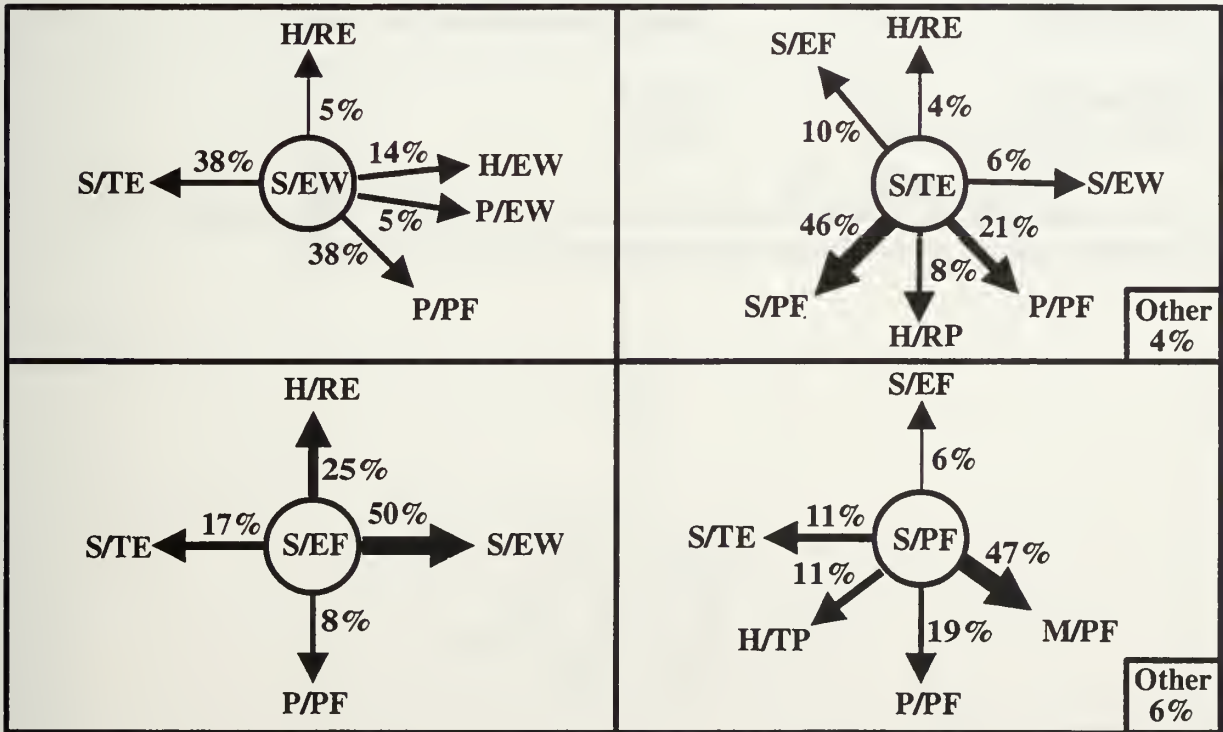 H/RE
5%
38%
14%
H/EW
S/TE
S/EW
5%
P/EW
38%
P/PF
H/RE
S/EF
4%
10%
6%
S/TE
S/EW
46%
21%
8%
S/PF
P/PF
H/RP
Other
4%
H/RE
25%
17%
50%
S/TE
S/EF
S/EW
8%
P/PF
S/EF
6%
11%
S/TE
S/PF
47%
11%
H/TP
19%
M/PF
P/PF
Other
6%